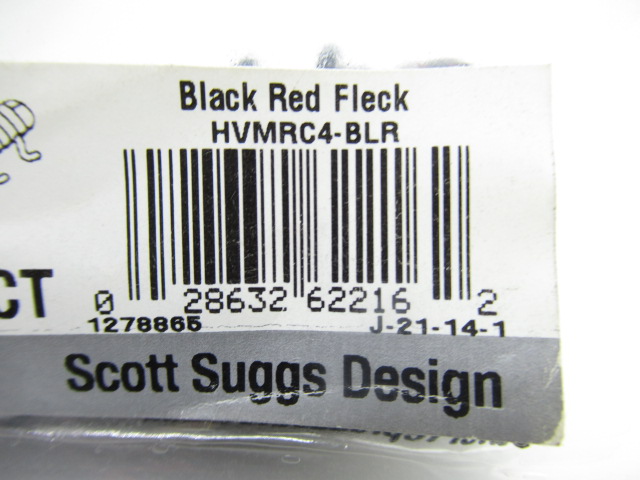 Black Red Fleck
HVMRC4-BLR
CT
0 28632 62216 2
1278865 J-21-14-1
Scott Suggs Design